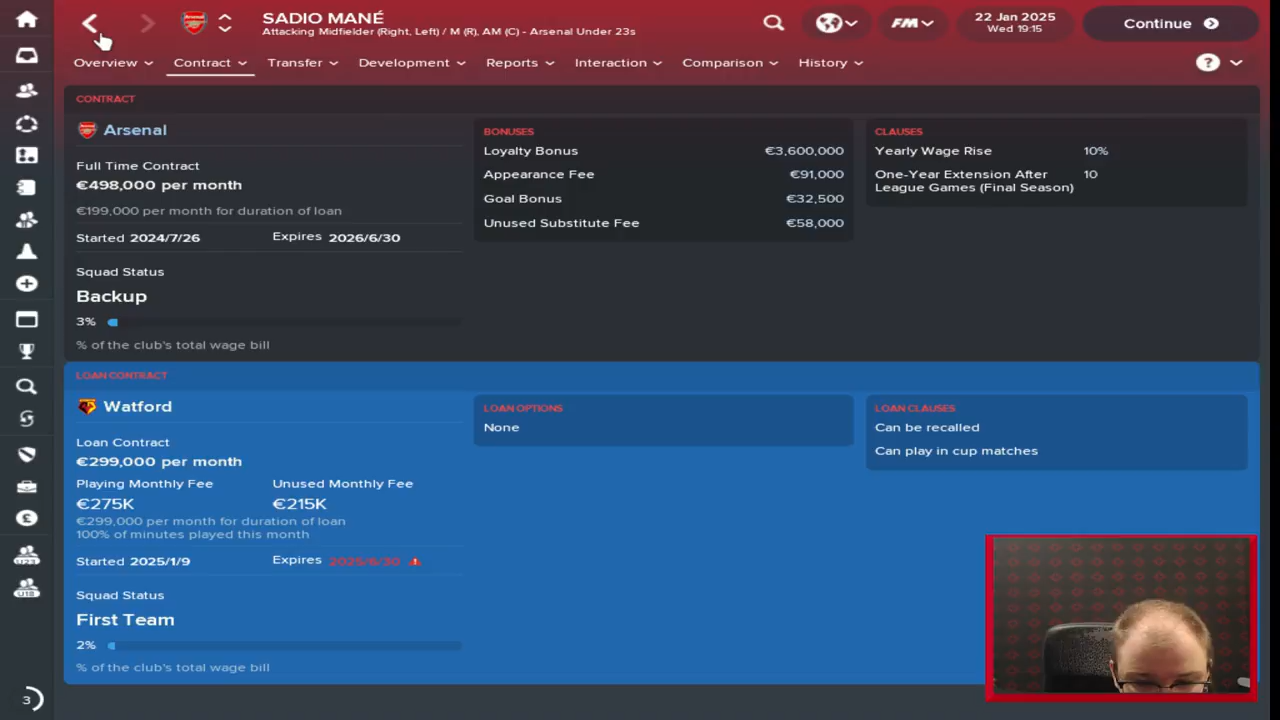 SADIO MANÉ
Attacking Midfielder (Right, Left) / M (R), AM (C) - Arsenal Under 23s
FM
22 Jan 2025
Wed 19:15
Continue
Overview
Contract
Transfer
Development
Reports
Interaction
Comparison
History
?
CONTRACT
Arsenal
Full Time Contract
€498,000 per month
€199,000 per month for duration of loan
Started 2024/7/26
Expires 2026/6/30
Squad Status
Backup
3%
% of the club's total wage bill
BONUSES
Loyalty Bonus €3,600,000
Appearance Fee €91,000
Goal Bonus €32,500
Unused Substitute Fee €58,000
CLAUSES
Yearly Wage Rise 10%
One-Year Extension After 10
League Games (Final Season)
LOAN CONTRACT
Watford
Loan Contract
€299,000 per month
Playing Monthly Fee
Unused Monthly Fee
€275K
€215K
€299,000 per month for duration of loan
100% of minutes played this month
Started 2025/1/9
Expires 2025/6/30
Squad Status
First Team
2%
% of the club's total wage bill
LOAN OPTIONS
None
LOAN CLAUSES
Can be recalled
Can play in cup matches
U23
U18
3